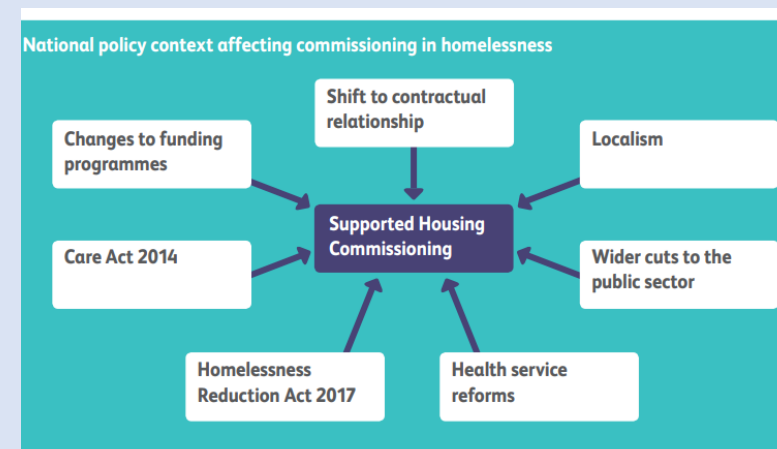 National policy context affecting commissioning in homelessness
Shift to contractual
relationship
Changes to funding
programmes
Localism
Supported Housing
Commissioning
Care Act 2014
Wider cuts to the
public sector
Homelessness
Reduction Act 2017
Health service
reforms